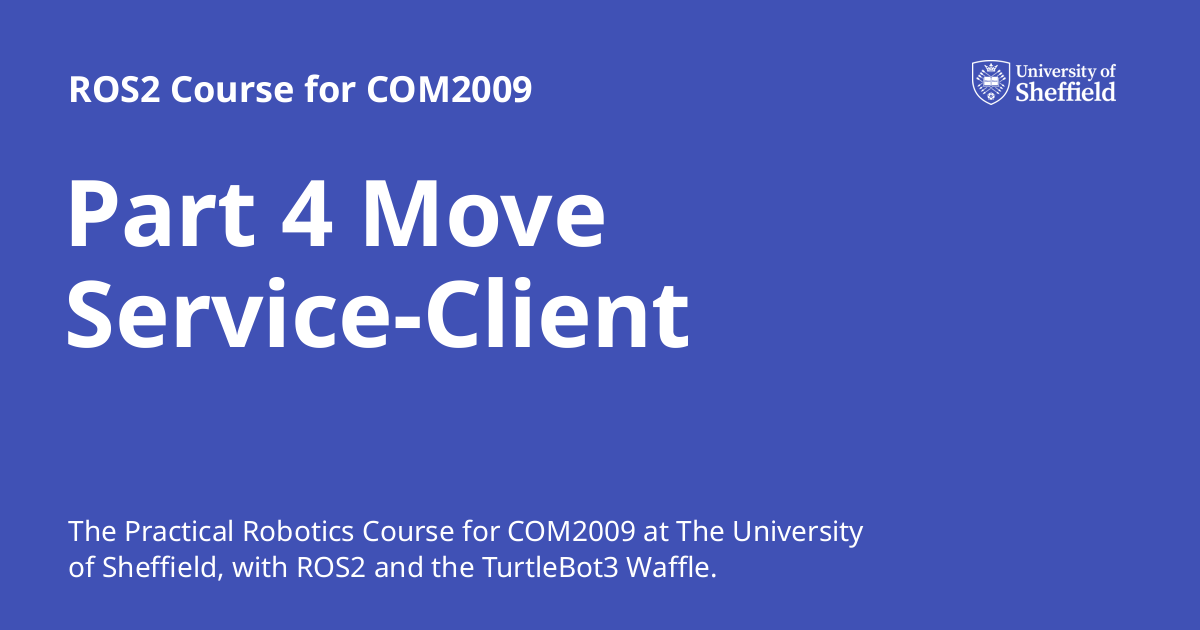 ROS2 Course for COM2009
University of
Sheffield
Part 4 Move
Service-Client
The Practical Robotics Course for COM2009 at The University
of Sheffield, with ROS2 and the TurtleBot3 Waffle.